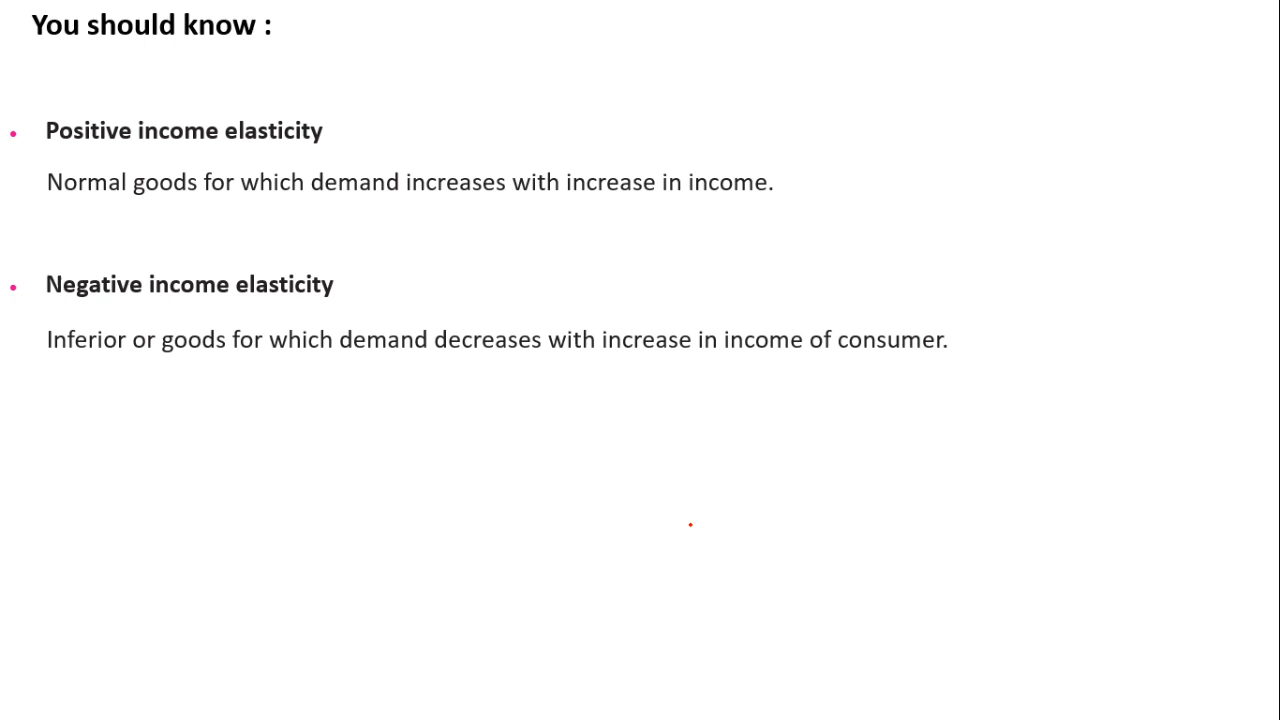 You should know :
• Positive income elasticity
Normal goods for which demand increases with increase in income.
• Negative income elasticity
Inferior or goods for which demand decreases with increase in income of consumer.